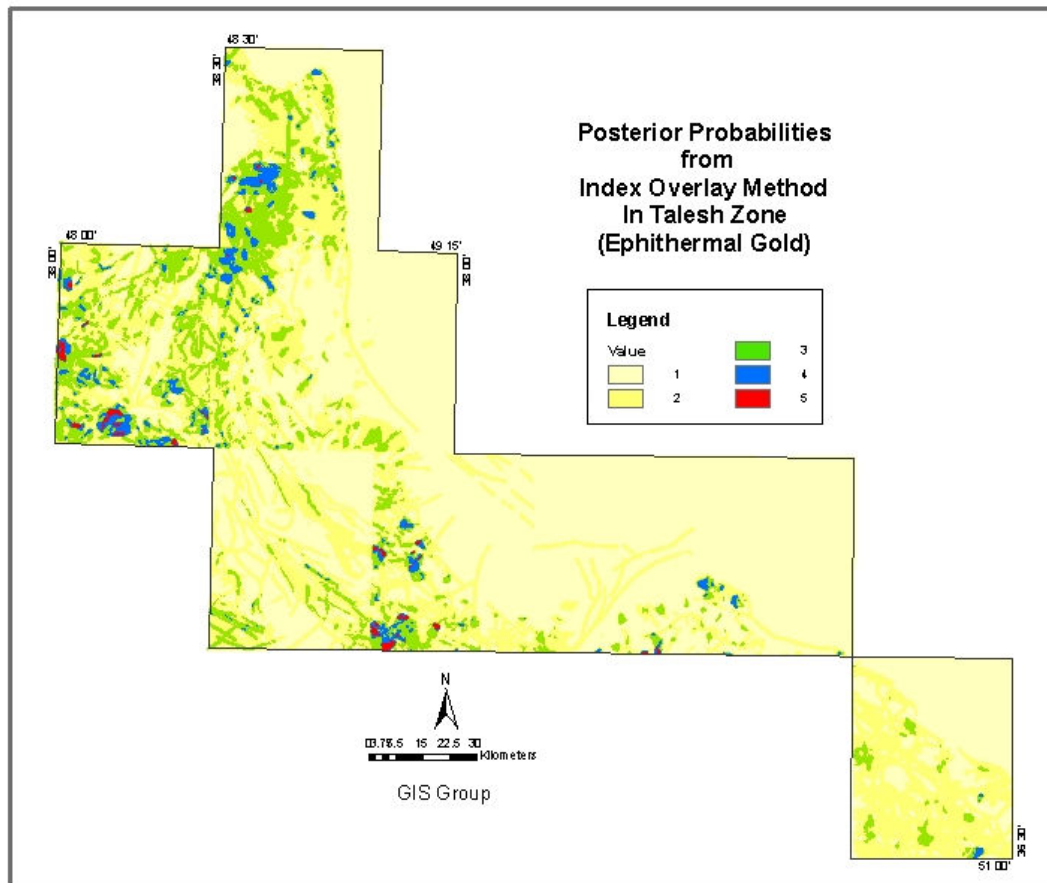 48 30'
Posterior Probabilities
from
Index Overlay Method
In Talesh Zone
(Ephithermal Gold)
48 00'
49 15'
Legend
Value
1
2
3
4
5
N
15 22.5 30
Kilometers
GIS Group
51 00'